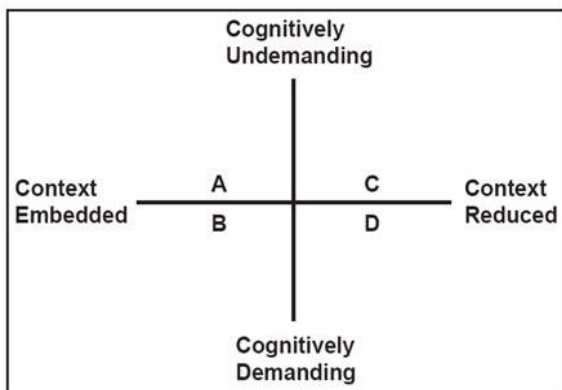 Cognitively
Undemanding
A
C
Context
Embedded
Context
Reduced
B
D
Cognitively
Demanding